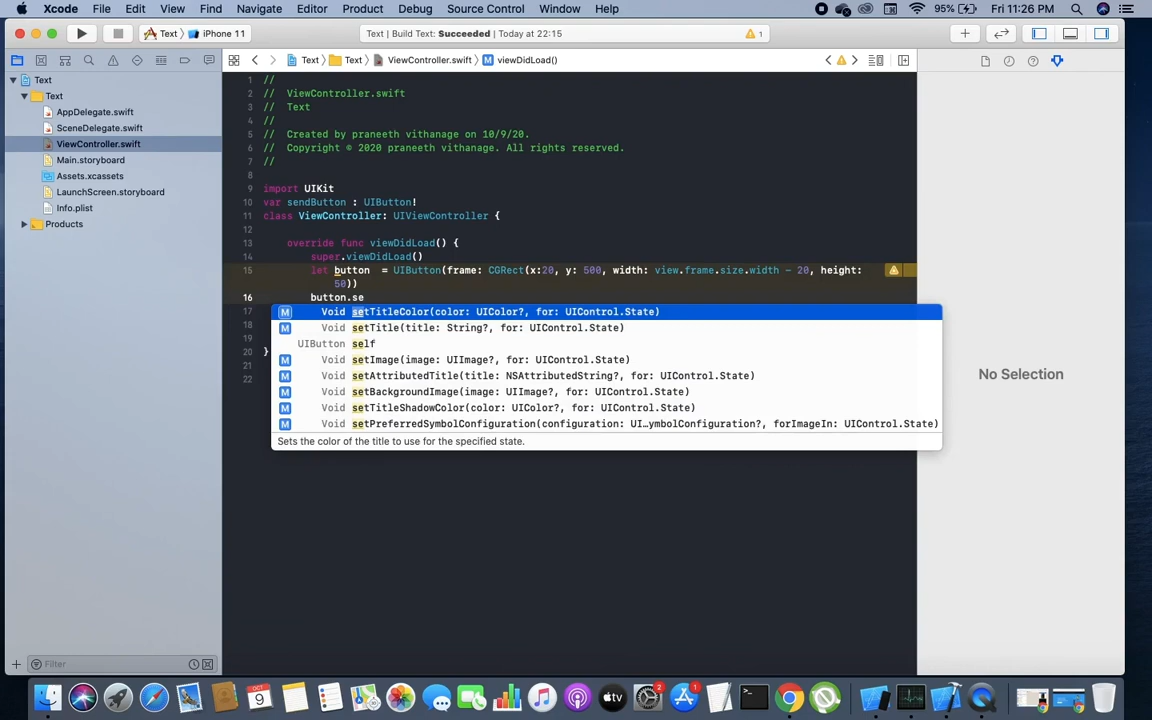 Xcode File Edit View Find Navigate Editor Product Debug Source Control Window Help 95% Fri 11:26 PM
Text iPhone 11 Text | Build Text: Succeeded | Today at 22:15 1
Text Text ViewController.swift viewDidLoad()
Text
Text
AppDelegate.swift
SceneDelegate.swift
ViewController.swift
Main.storyboard
Assets.xcassets
LaunchScreen.storyboard
Info.plist
Products
1 //
2 // ViewController.swift
3 // Text
4 //
5 // Created by praneeth vithanage on 10/9/20.
6 // Copyright © 2020 praneeth vithanage. All rights reserved.
7 //
8
9 import UIKit
10 var sendButton : UIButton!
11 class ViewController: UIViewController {
12
13 override func viewDidLoad() {
14 super.viewDidLoad()
15 let button = UIButton(frame: CGRect(x:20, y: 500, width: view.frame.size.width - 20, height:
50))
16 button.se
17 M Void setTitleColor(color: UIColor?, for: UIControl.State)
18 M Void setTitle(title: String?, for: UIControl.State)
19 UIButton self
20 } M Void setImage(image: UIImage?, for: UIControl.State)
21 M Void setAttributedTitle(title: NSAttributedString?, for: UIControl.State)
22 M Void setBackgroundImage(image: UIImage?, for: UIControl.State)
M Void setTitleShadowColor(color: UIColor?, for: UIControl.State)
M Void setPreferredSymbolConfiguration(configuration: UI…ymbolConfiguration?, forImageIn: UIControl.State)
Sets the color of the title to use for the specified state.
No Selection
Filter
OCT
9
tv
2
1